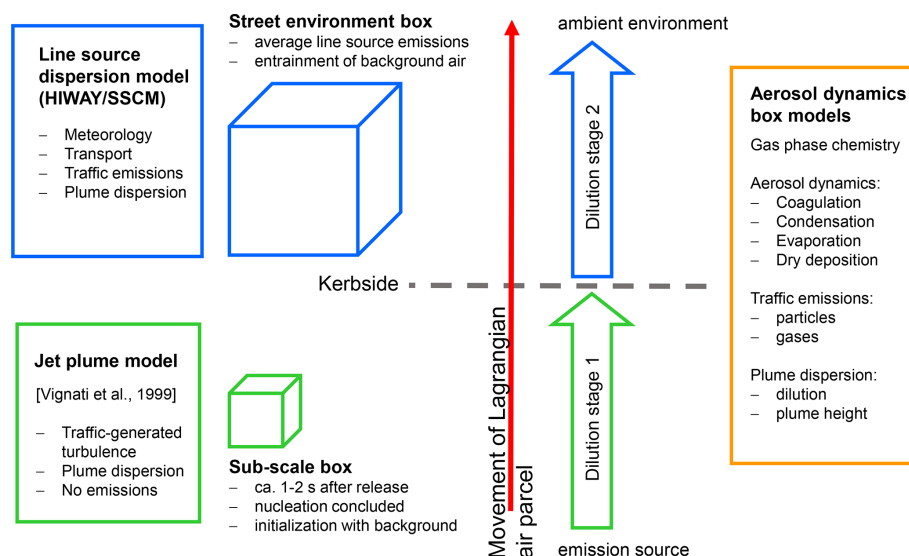 Line source
dispersion model
(HIWAY/SSCM)
– Meteorology
– Transport
– Traffic emissions
– Plume dispersion
Street environment box
– average line source emissions
– entrainment of background air
ambient environment
Dilution stage 2
Kerbside
Jet plume model
[Vignati et al., 1999]
– Traffic-generated
turbulence
– Plume dispersion
– No emissions
Sub-scale box
– ca. 1-2 s after release
– nucleation concluded
– initialization with background
Movement of Lagrangian
air parcel
Dilution stage 1
emission source
Aerosol dynamics
box models
Gas phase chemistry
Aerosol dynamics:
– Coagulation
– Condensation
– Evaporation
– Dry deposition
Traffic emissions:
– particles
– gases
Plume dispersion:
– dilution
– plume height